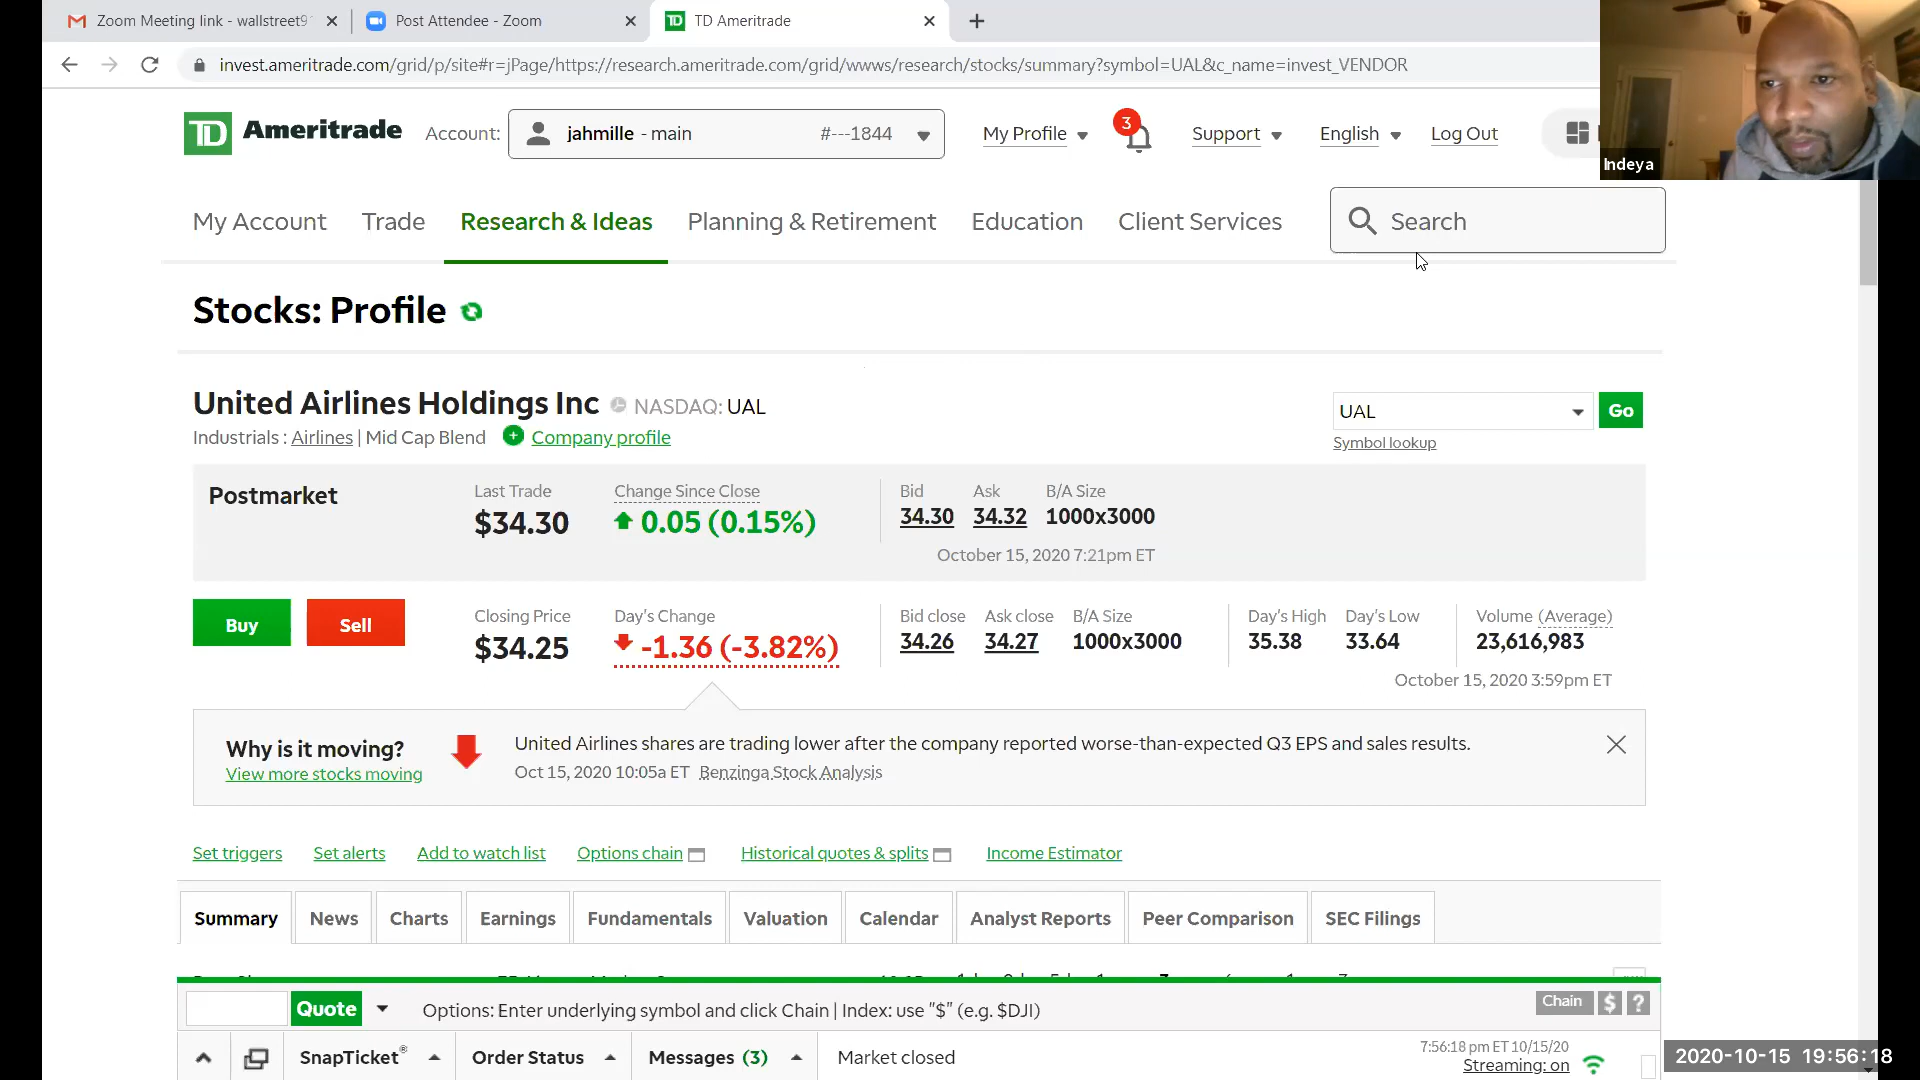 Zoom Meeting link - wallstreet9
Post Attendee - Zoom
TD Ameritrade
invest.ameritrade.com/grid/p/site#r=jPage/https://research.ameritrade.com/grid/wwws/research/stocks/summary?symbol=UAL&c_name=invest_VENDOR
TD Ameritrade
Account:
jahmille - main
#---1844
My Profile
3
Support
English
Log Out
Indeya
My Account
Trade
Research & Ideas
Planning & Retirement
Education
Client Services
Search
Stocks: Profile
United Airlines Holdings Inc
NASDAQ: UAL
UAL
Go
Industrials : Airlines | Mid Cap Blend
Company profile
Symbol lookup
Postmarket
Last Trade
Change Since Close
Bid
Ask
B/A Size
$34.30
0.05 (0.15%)
34.30
34.32
1000x3000
October 15, 2020 7:21pm ET
Buy
Sell
Closing Price
Day's Change
Bid close
Ask close
B/A Size
Day's High
Day's Low
Volume (Average)
$34.25
-1.36 (-3.82%)
34.26
34.27
1000x3000
35.38
33.64
23,616,983
October 15, 2020 3:59pm ET
Why is it moving?
View more stocks moving
United Airlines shares are trading lower after the company reported worse-than-expected Q3 EPS and sales results.
Oct 15, 2020 10:05a ET Benzinga Stock Analysis
Set triggers
Set alerts
Add to watch list
Options chain
Historical quotes & splits
Income Estimator
Summary
News
Charts
Earnings
Fundamentals
Valuation
Calendar
Analyst Reports
Peer Comparison
SEC Filings
Quote
Options: Enter underlying symbol and click Chain | Index: use "$" (e.g. $DJI)
Chain
$
?
SnapTicket®
Order Status
Messages (3)
Market closed
7:56:18 pm ET 10/15/20
Streaming: on
2020-10-15 19:56:18